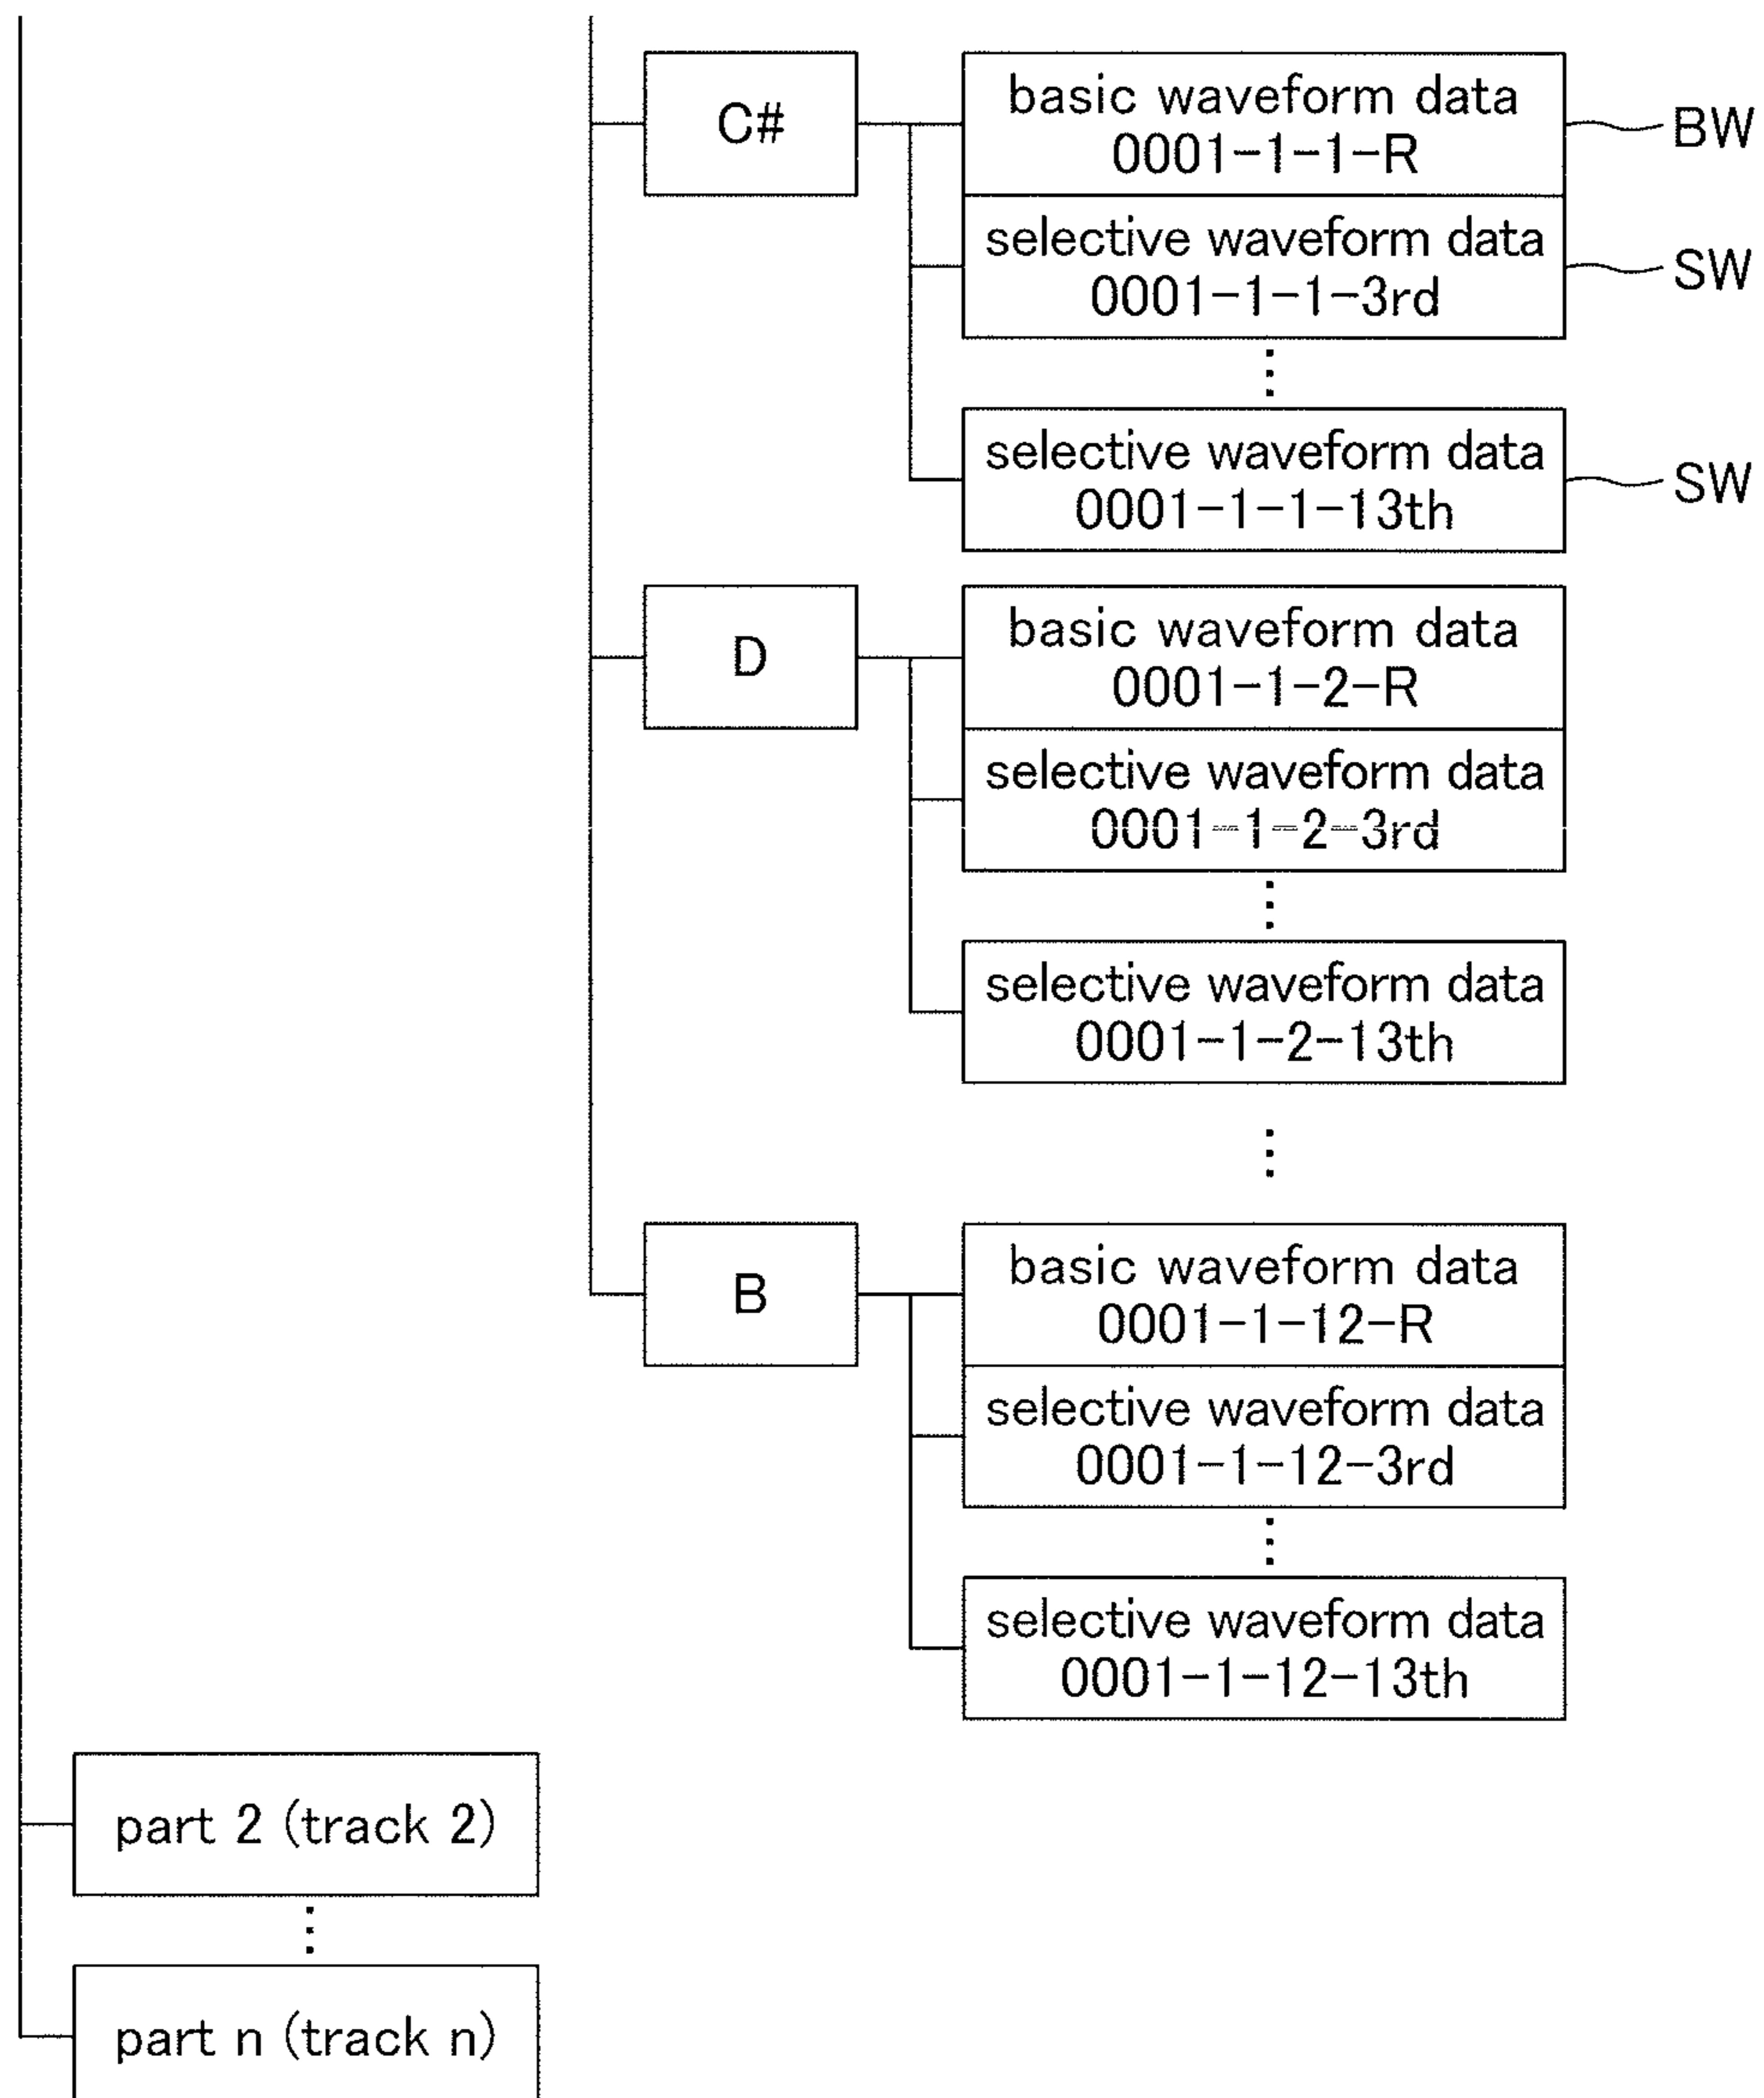 C#
basic waveform data
0001-1-1-R
BW
selective waveform data
0001-1-1-3rd
SW
selective waveform data
0001-1-1-13th
SW
D
basic waveform data
0001-1-2-R
selective waveform data
0001-1-2-3rd
selective waveform data
0001-1-2-13th
B
basic waveform data
0001-1-12-R
selective waveform data
0001-1-12-3rd
selective waveform data
0001-1-12-13th
part 2 (track 2)
part n (track n)